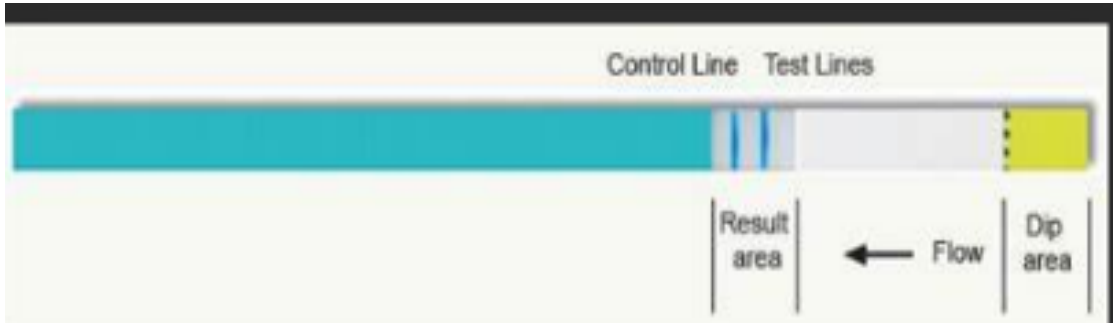 Control Line Test Lines
Result
area
Flow
Dip
area